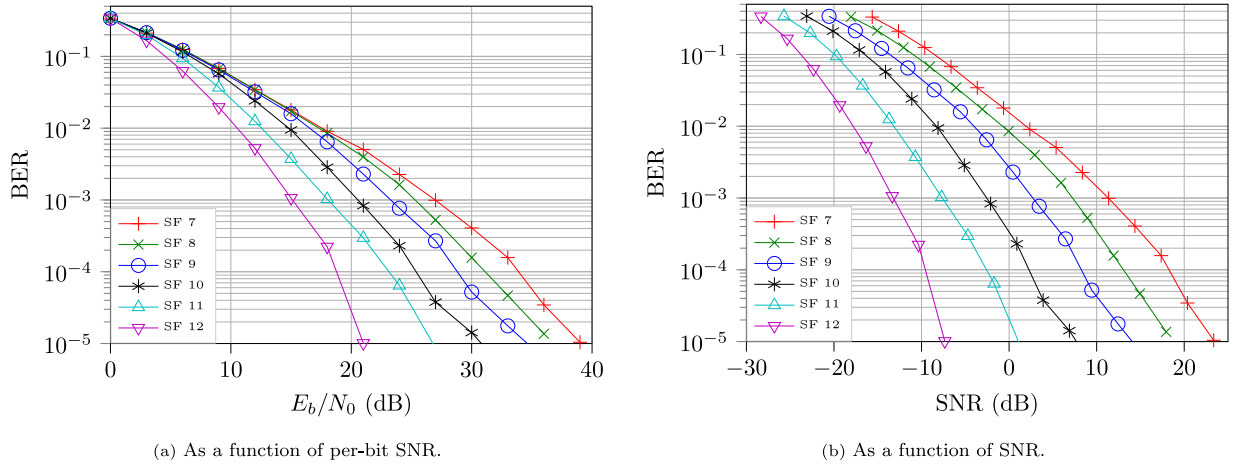 10⁻¹
10⁻²
10⁻³
10⁻⁴
10⁻⁵
BER
SF 7
SF 8
SF 9
SF 10
SF 11
SF 12
0 10 20 30 40
E_b/N_0 (dB)
(a) As a function of per-bit SNR.
10⁻¹
10⁻²
10⁻³
10⁻⁴
10⁻⁵
BER
SF 7
SF 8
SF 9
SF 10
SF 11
SF 12
−30 −20 −10 0 10 20
SNR (dB)
(b) As a function of SNR.